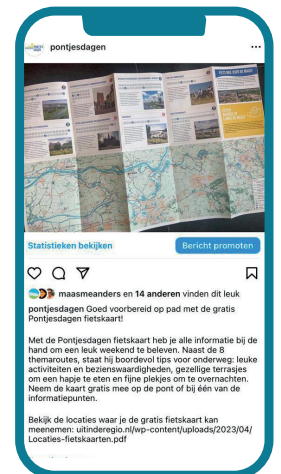 pontjesdagen
Statistieken bekijken
Bericht promoten
maasmeanders en 14 anderen vinden dit leuk
pontjesdagen Goed voorbereid op pad met de gratis
Pontjesdagen fietskaart!
Met de Pontjesdagen fietskaart heb je alle informatie bij de
hand om een leuk weekend te beleven. Naast de 8
themaroutes, staat hij boordevol tips voor onderweg: leuke
activiteiten en bezienswaardigheden, gezellige terrasjes
om een hapje te eten en fijne plekjes om te overnachten.
Neem de kaart gratis mee op de pont of bij één van de
informatiepunten.
Bekijk de locaties waar je de gratis fietskaart kan
meenemen: uitinderegio.nl/wp-content/uploads/2023/04/
Locaties-fietskaarten.pdf